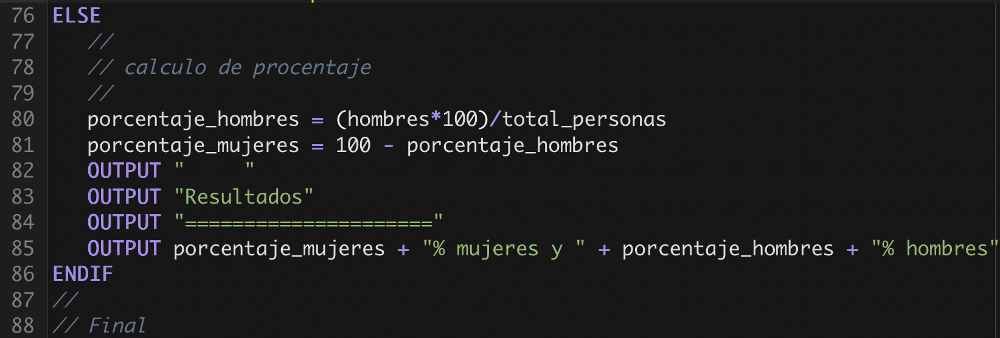 76 ELSE
77 //
78 // calculo de procentaje
79 //
80 porcentaje_hombres = (hombres*100)/total_personas
81 porcentaje_mujeres = 100 - porcentaje_hombres
82 OUTPUT "     "
83 OUTPUT "Resultados"
84 OUTPUT "====================="
85 OUTPUT porcentaje_mujeres + "% mujeres y " + porcentaje_hombres + "% hombres"
86 ENDIF
87 //
88 // Final